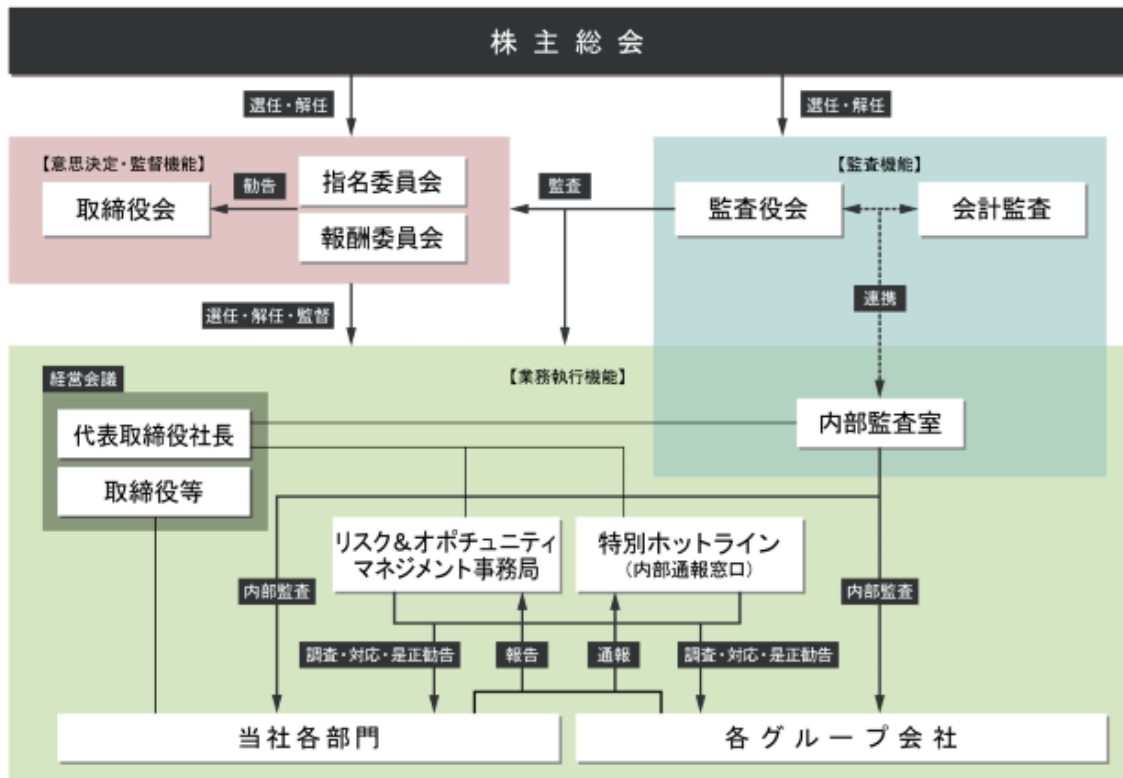 株主総会
選任・解任
選任・解任
【意思決定・監督機能】
取締役会
勧告
指名委員会
報酬委員会
監査
【監査機能】
監査役会
会計監査
連携
選任・解任・監督
【業務執行機能】
経営会議
代表取締役社長
取締役等
内部監査室
リスク&オポチュニティ
マネジメント事務局
特別ホットライン
(内部通報窓口)
内部監査
内部監査
調査・対応・是正勧告
報告
通報
調査・対応・是正勧告
当社各部門
各グループ会社